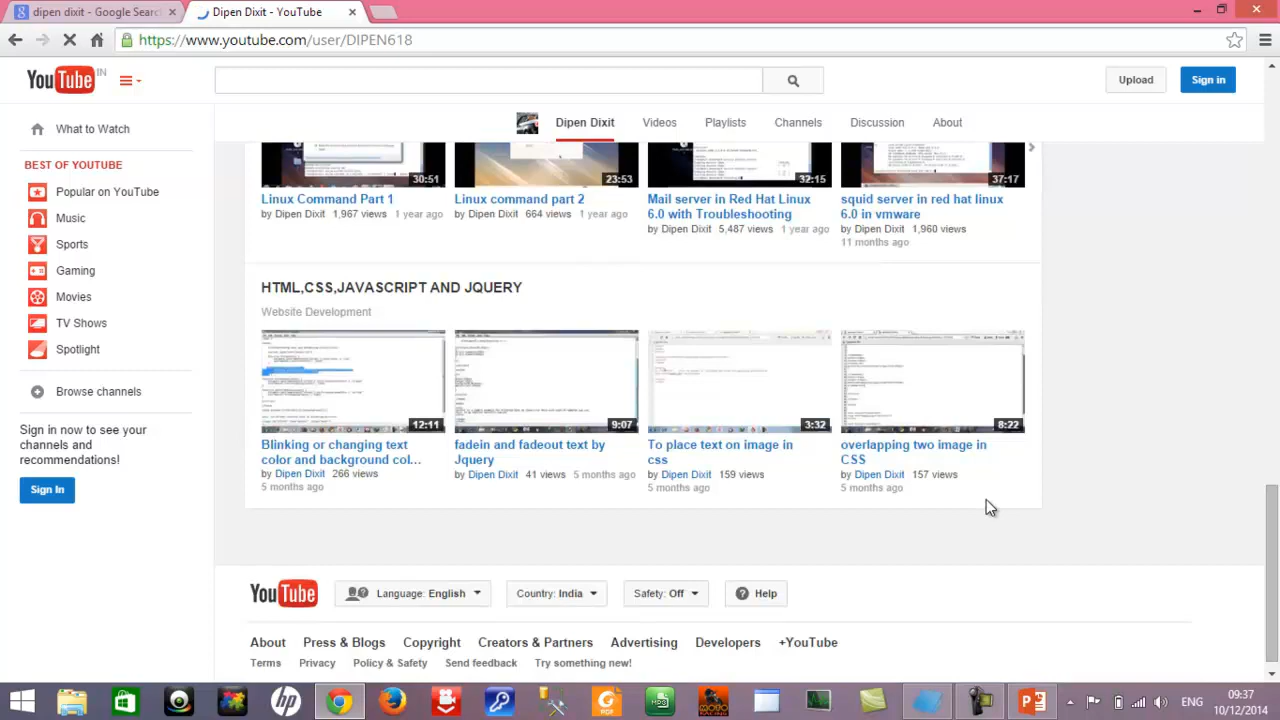 dipen dixit - Google Searc
Dipen Dixit - YouTube
https://www.youtube.com/user/DIPEN618
YouTube IN
Upload
Sign in
What to Watch
BEST OF YOUTUBE
Popular on YouTube
Music
Sports
Gaming
Movies
TV Shows
Spotlight
Browse channels
Sign in now to see your
channels and
recommendations!
Sign In
Dipen Dixit
Videos
Playlists
Channels
Discussion
About
30:51
23:53
32:15
37:17
Linux Command Part 1
by Dipen Dixit 1,967 views 1 year ago
Linux command part 2
by Dipen Dixit 664 views 1 year ago
Mail server in Red Hat Linux
6.0 with Troubleshooting
by Dipen Dixit 5,487 views 1 year ago
squid server in red hat linux
6.0 in vmware
by Dipen Dixit 1,960 views
11 months ago
HTML,CSS,JAVASCRIPT AND JQUERY
Website Development
12:11
9:07
3:32
8:22
Blinking or changing text
color and background col...
by Dipen Dixit 266 views
5 months ago
fadein and fadeout text by
Jquery
by Dipen Dixit 41 views 5 months ago
To place text on image in
css
by Dipen Dixit 159 views
5 months ago
overlapping two image in
CSS
by Dipen Dixit 157 views
5 months ago
YouTube
Language: English
Country: India
Safety: Off
Help
About Press & Blogs Copyright Creators & Partners Advertising Developers +YouTube
Terms Privacy Policy & Safety Send feedback Try something new!
ENG
09:37
10/12/2014